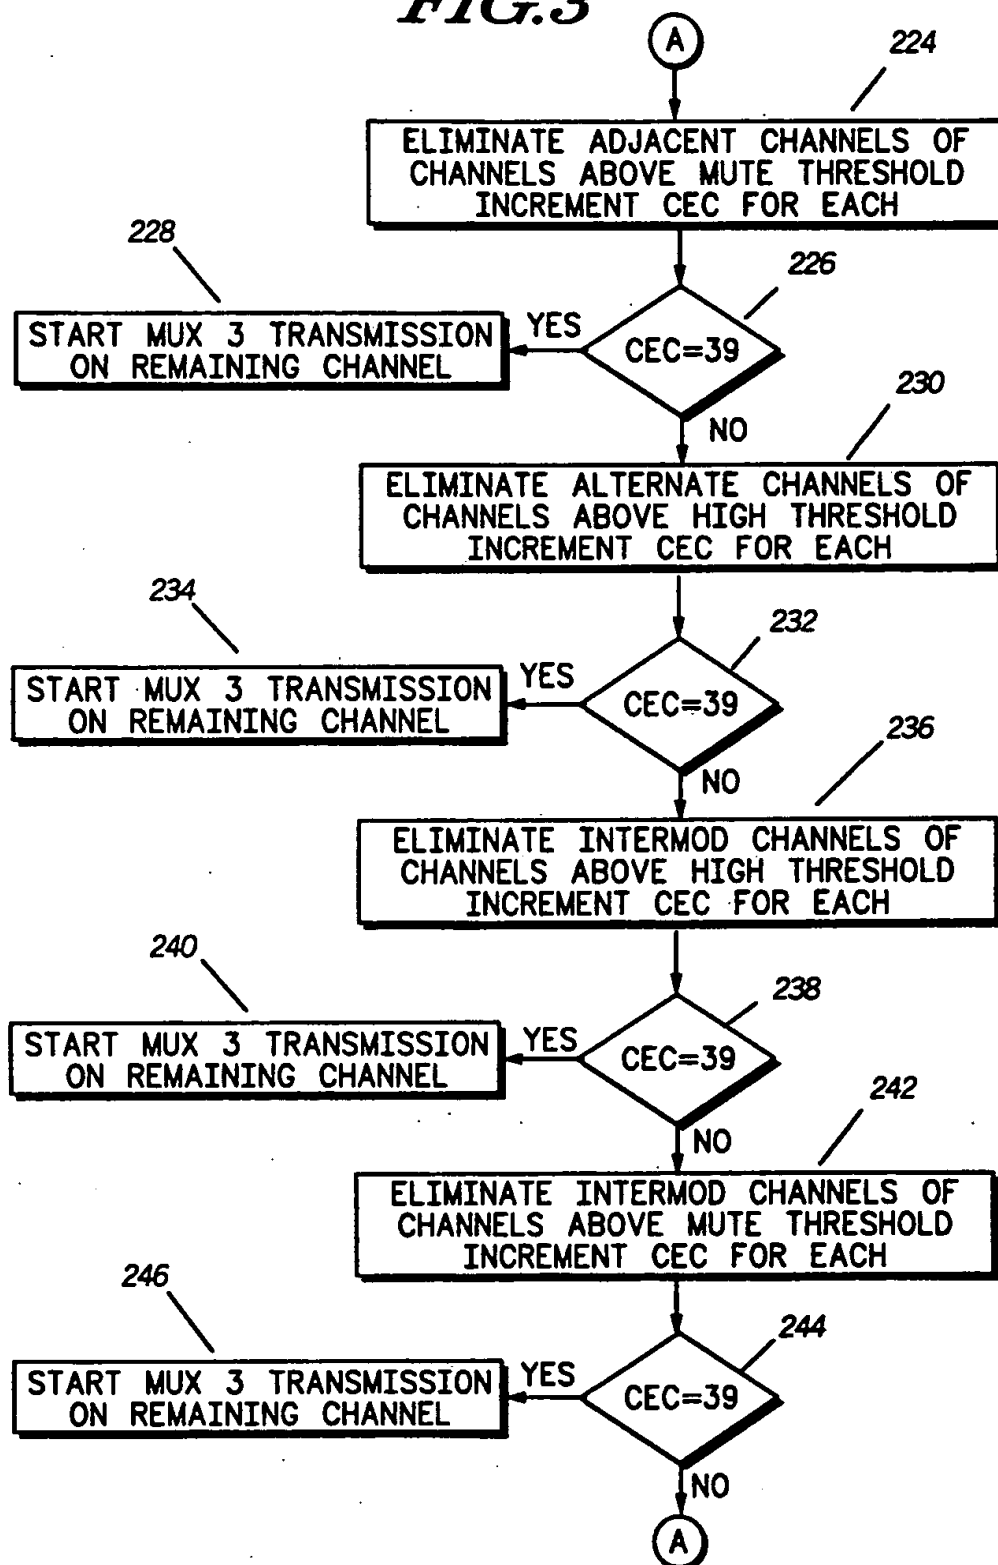 FIG.3
A
224
ELIMINATE ADJACENT CHANNELS OF
CHANNELS ABOVE MUTE THRESHOLD
INCREMENT CEC FOR EACH
228
226
START MUX 3 TRANSMISSION
ON REMAINING CHANNEL
YES
CEC=39
NO
230
ELIMINATE ALTERNATE CHANNELS OF
CHANNELS ABOVE HIGH THRESHOLD
INCREMENT CEC FOR EACH
234
232
START MUX 3 TRANSMISSION
ON REMAINING CHANNEL
YES
CEC=39
NO
236
ELIMINATE INTERMOD CHANNELS OF
CHANNELS ABOVE HIGH THRESHOLD
INCREMENT CEC FOR EACH
240
238
START MUX 3 TRANSMISSION
ON REMAINING CHANNEL
YES
CEC=39
NO
242
ELIMINATE INTERMOD CHANNELS OF
CHANNELS ABOVE MUTE THRESHOLD
INCREMENT CEC FOR EACH
246
244
START MUX 3 TRANSMISSION
ON REMAINING CHANNEL
YES
CEC=39
NO
A